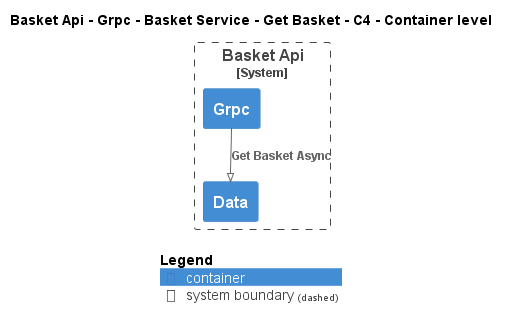 Basket Api - Grpc - Basket Service - Get Basket - C4 - Container level
Basket Api
[System]
Grpc
Get Basket Async
Data
Legend
container
system boundary (dashed)